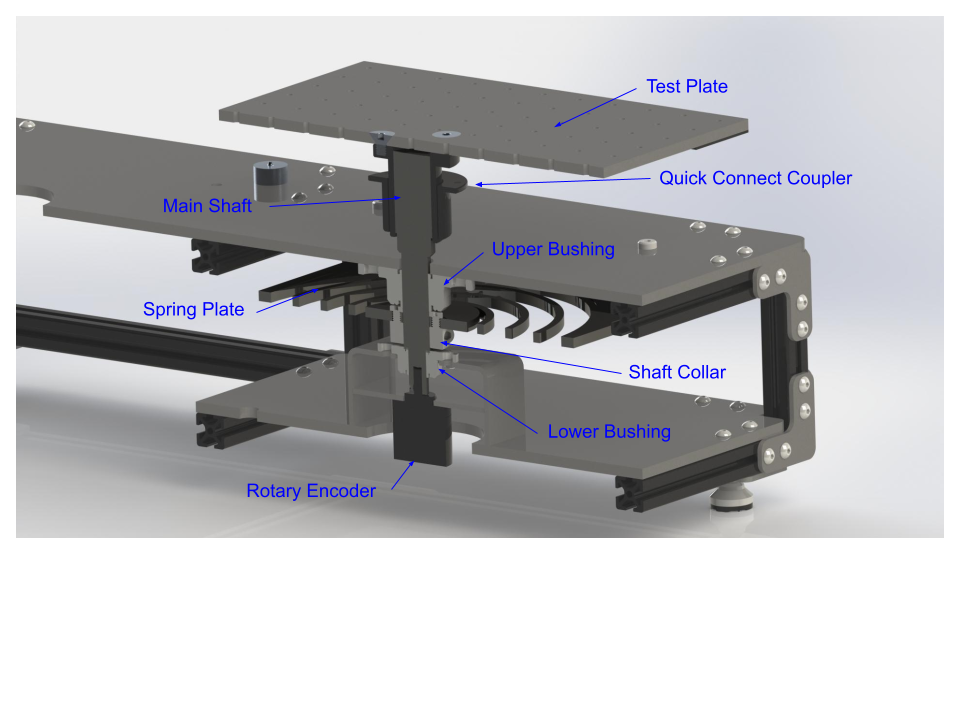 Test Plate
Quick Connect Coupler
Main Shaft
Upper Bushing
Spring Plate
Shaft Collar
Lower Bushing
Rotary Encoder